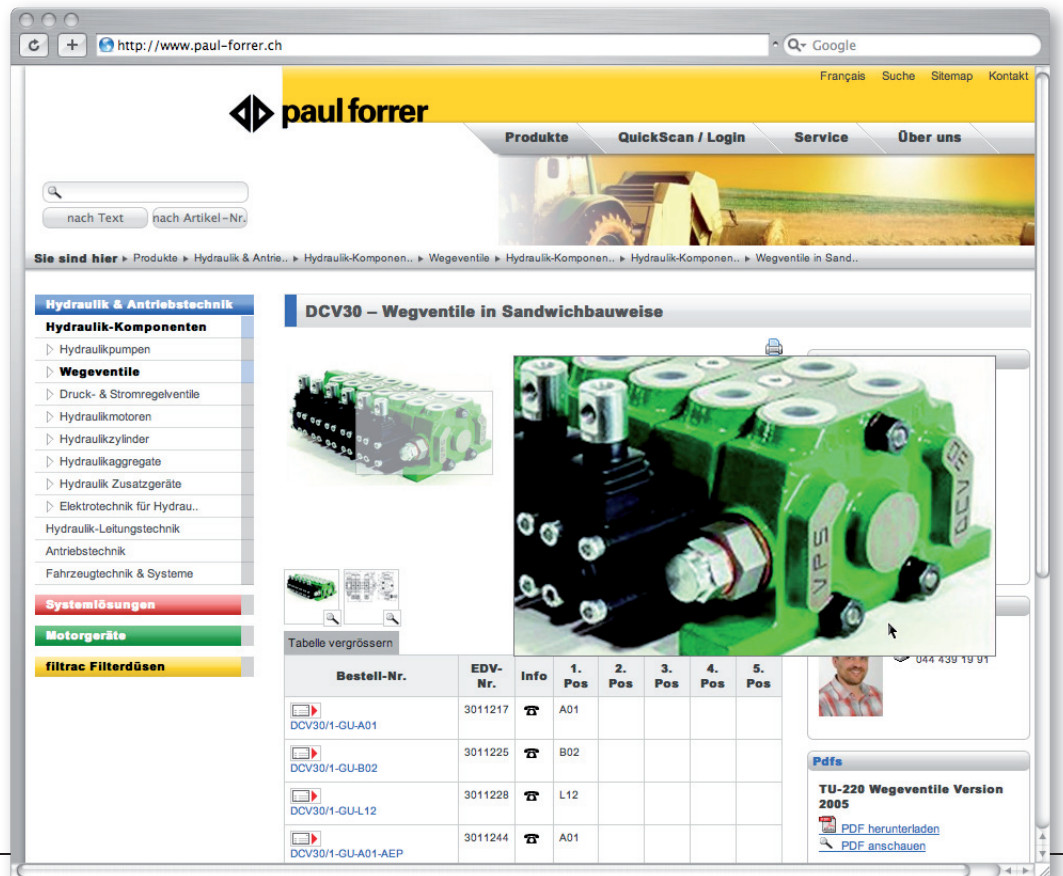 http://www.paul-forrer.ch
Google
Français Suche Sitemap Kontakt
paul forrer
Produkte QuickScan / Login Service Über uns
nach Text nach Artikel-Nr.
Sie sind hier Produkte Hydraulik & Antrie.. Hydraulik-Komponen.. Wegeventile Hydraulik-Komponen.. Hydraulik-Komponen.. Wegventile in Sand..
Hydraulik & Antriebstechnik
Hydraulik-Komponenten
Hydraulikpumpen
Wegeventile
Druck- & Stromregelventile
Hydraulikmotoren
Hydraulikzylinder
Hydraulikaggregate
Hydraulik Zusatzgeräte
Elektrotechnik für Hydrau..
Hydraulik-Leitungstechnik
Antriebstechnik
Fahrzeugtechnik & Systeme
Systemlösungen
Motorgeräte
filtrac Filterdüsen
DCV30 – Wegventile in Sandwichbauweise
VPS
Tabelle vergrössern
Bestell-Nr. EDV-Nr. Info 1. Pos 2. Pos 3. Pos 4. Pos 5. Pos
DCV30/1-GU-A01 3011217 A01
DCV30/1-GU-B02 3011225 B02
DCV30/1-GU-L12 3011228 L12
DCV30/1-GU-A01-AEP 3011244 A01
044 439 19 91
Pdfs
TU-220 Wegeventile Version
2005
PDF herunterladen
PDF anschauen